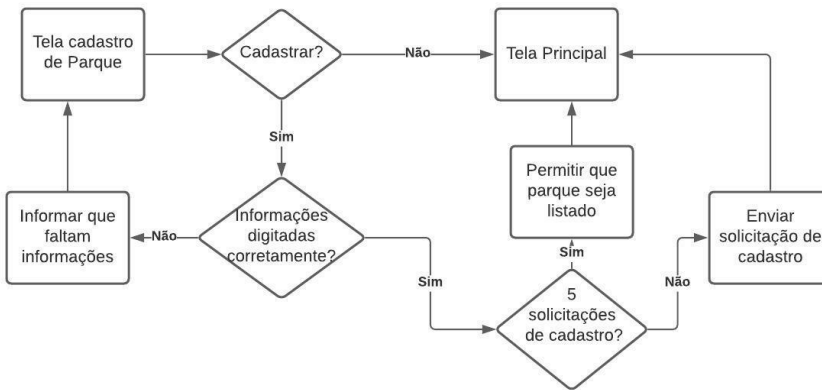 Tela cadastro
de Parque
Cadastrar?
Não
Tela Principal
Sim
Informar que
faltam
informações
Não
Informações
digitadas
corretamente?
Sim
Permitir que
parque seja
listado
Sim
5
solicitações
de cadastro?
Não
Enviar
solicitação de
cadastro